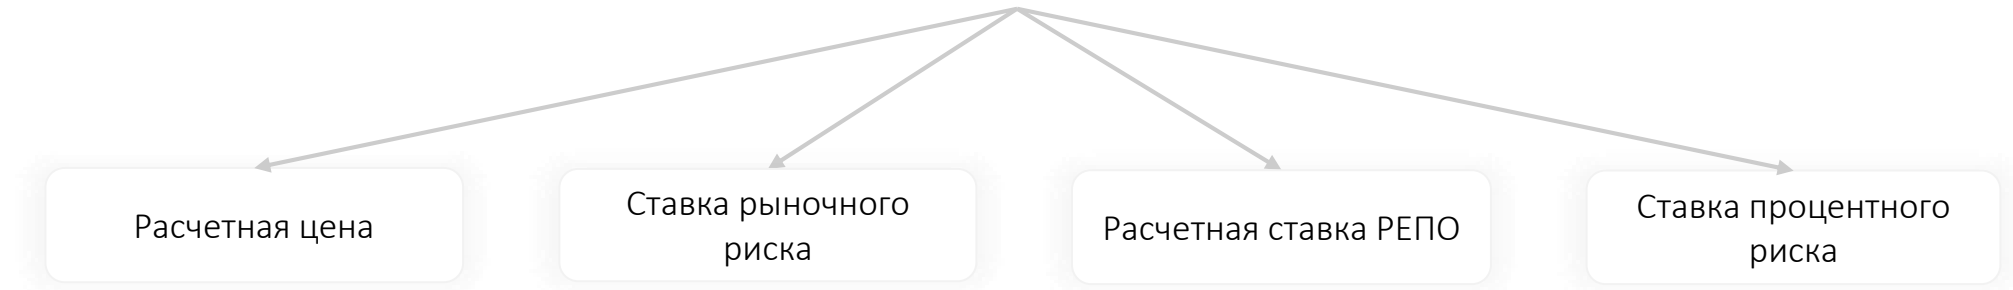 Расчетная цена
Ставка рыночного
риска
Расчетная ставка РЕПО
Ставка процентного
риска